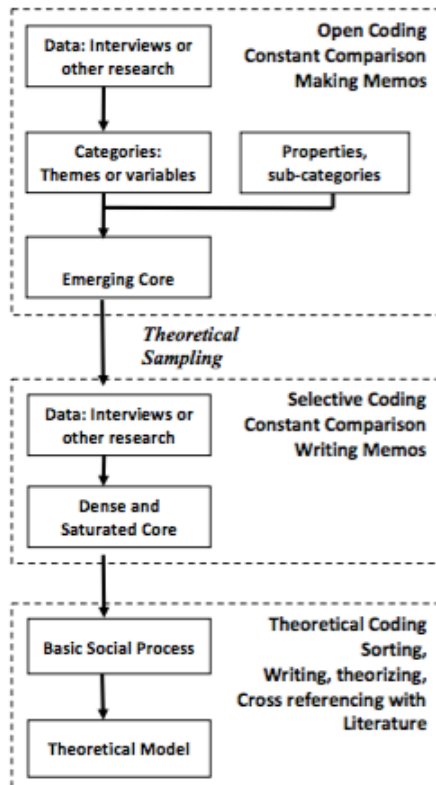 Data: Interviews or
other research
Open Coding
Constant Comparison
Making Memos
Categories:
Themes or variables
Properties,
sub-categories
Emerging Core
Theoretical
Sampling
Data: Interviews or
other research
Selective Coding
Constant Comparison
Writing Memos
Dense and
Saturated Core
Basic Social Process
Theoretical Coding
Sorting,
Writing, theorizing,
Cross referencing with
Literature
Theoretical Model